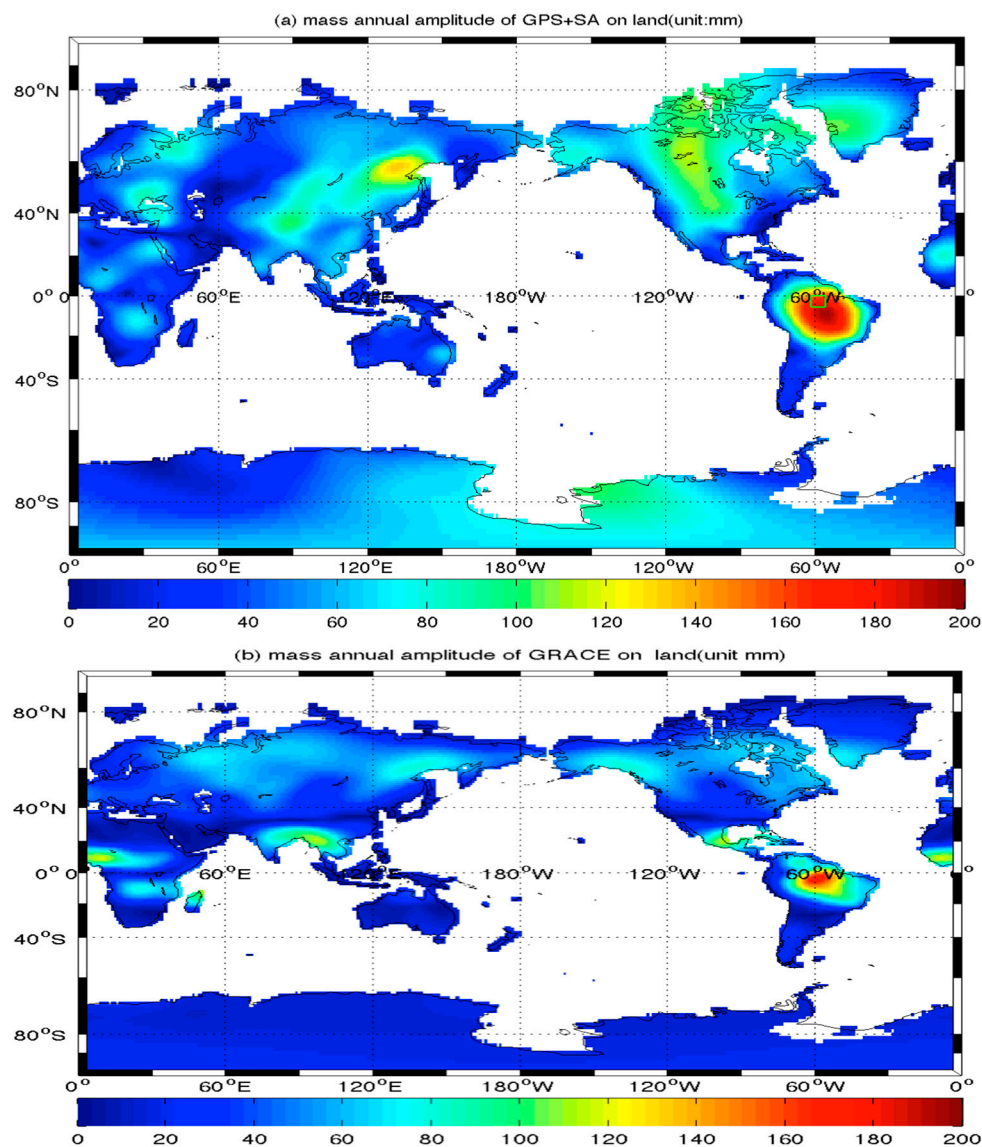 (a) mass annual amplitude of GPS+SA on land(unit:mm)
80°N
40°N
0° 0 60°E 120°E 180°W 120°W 60°W °
40°S
80°S
0° 60°E 120°E 180°W 120°W 60°W 0°
0 20 40 60 80 100 120 140 160 180 200
(b) mass annual amplitude of GRACE on land(unit mm)
80°N
40°N
0° 0 60°E 120°E 180°W 120°W 60°W °
40°S
80°S
0° 60°E 120°E 180°W 120°W 60°W 0°
0 20 40 60 80 100 120 140 160 180 200